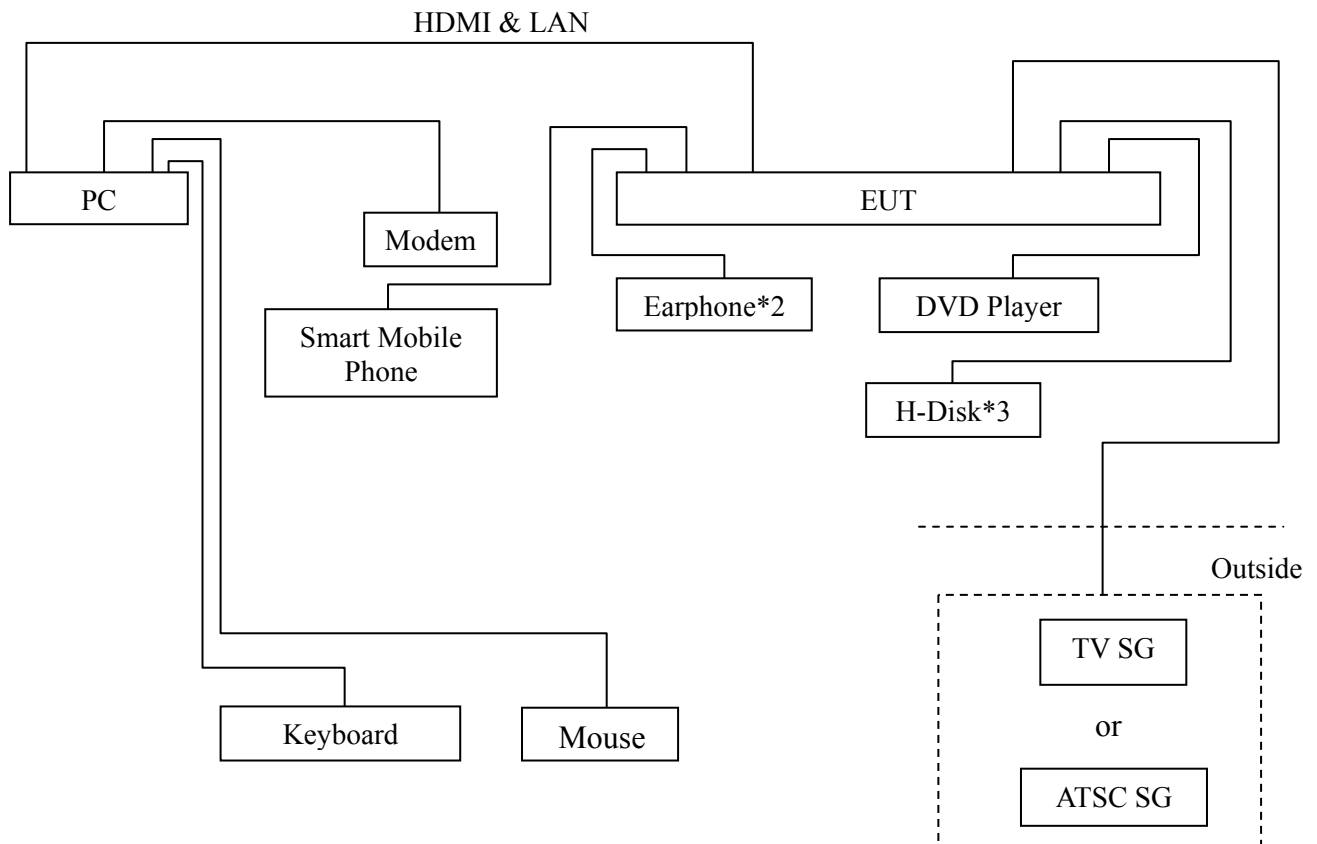 HDMI & LAN
PC
EUT
Modem
Earphone*2
DVD Player
Smart Mobile
Phone
H-Disk*3
Outside
TV SG
or
ATSC SG
Keyboard
Mouse